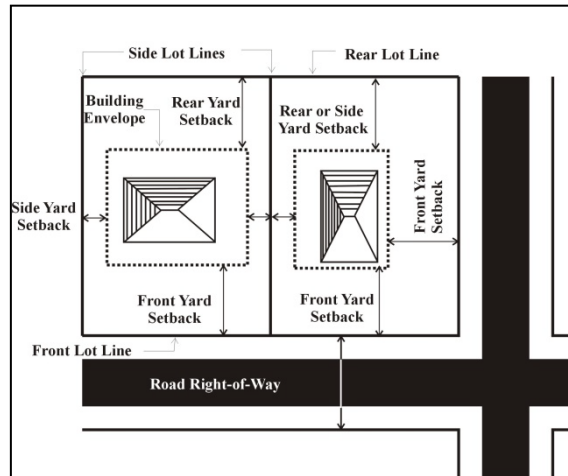 Side Lot Lines
Rear Lot Line
Building
Envelope
Rear Yard
Setback
Rear or Side
Yard Setback
Side Yard
Setback
Front Yard
Setback
Front Yard
Setback
Front Yard
Setback
Front Lot Line
Road Right-of-Way